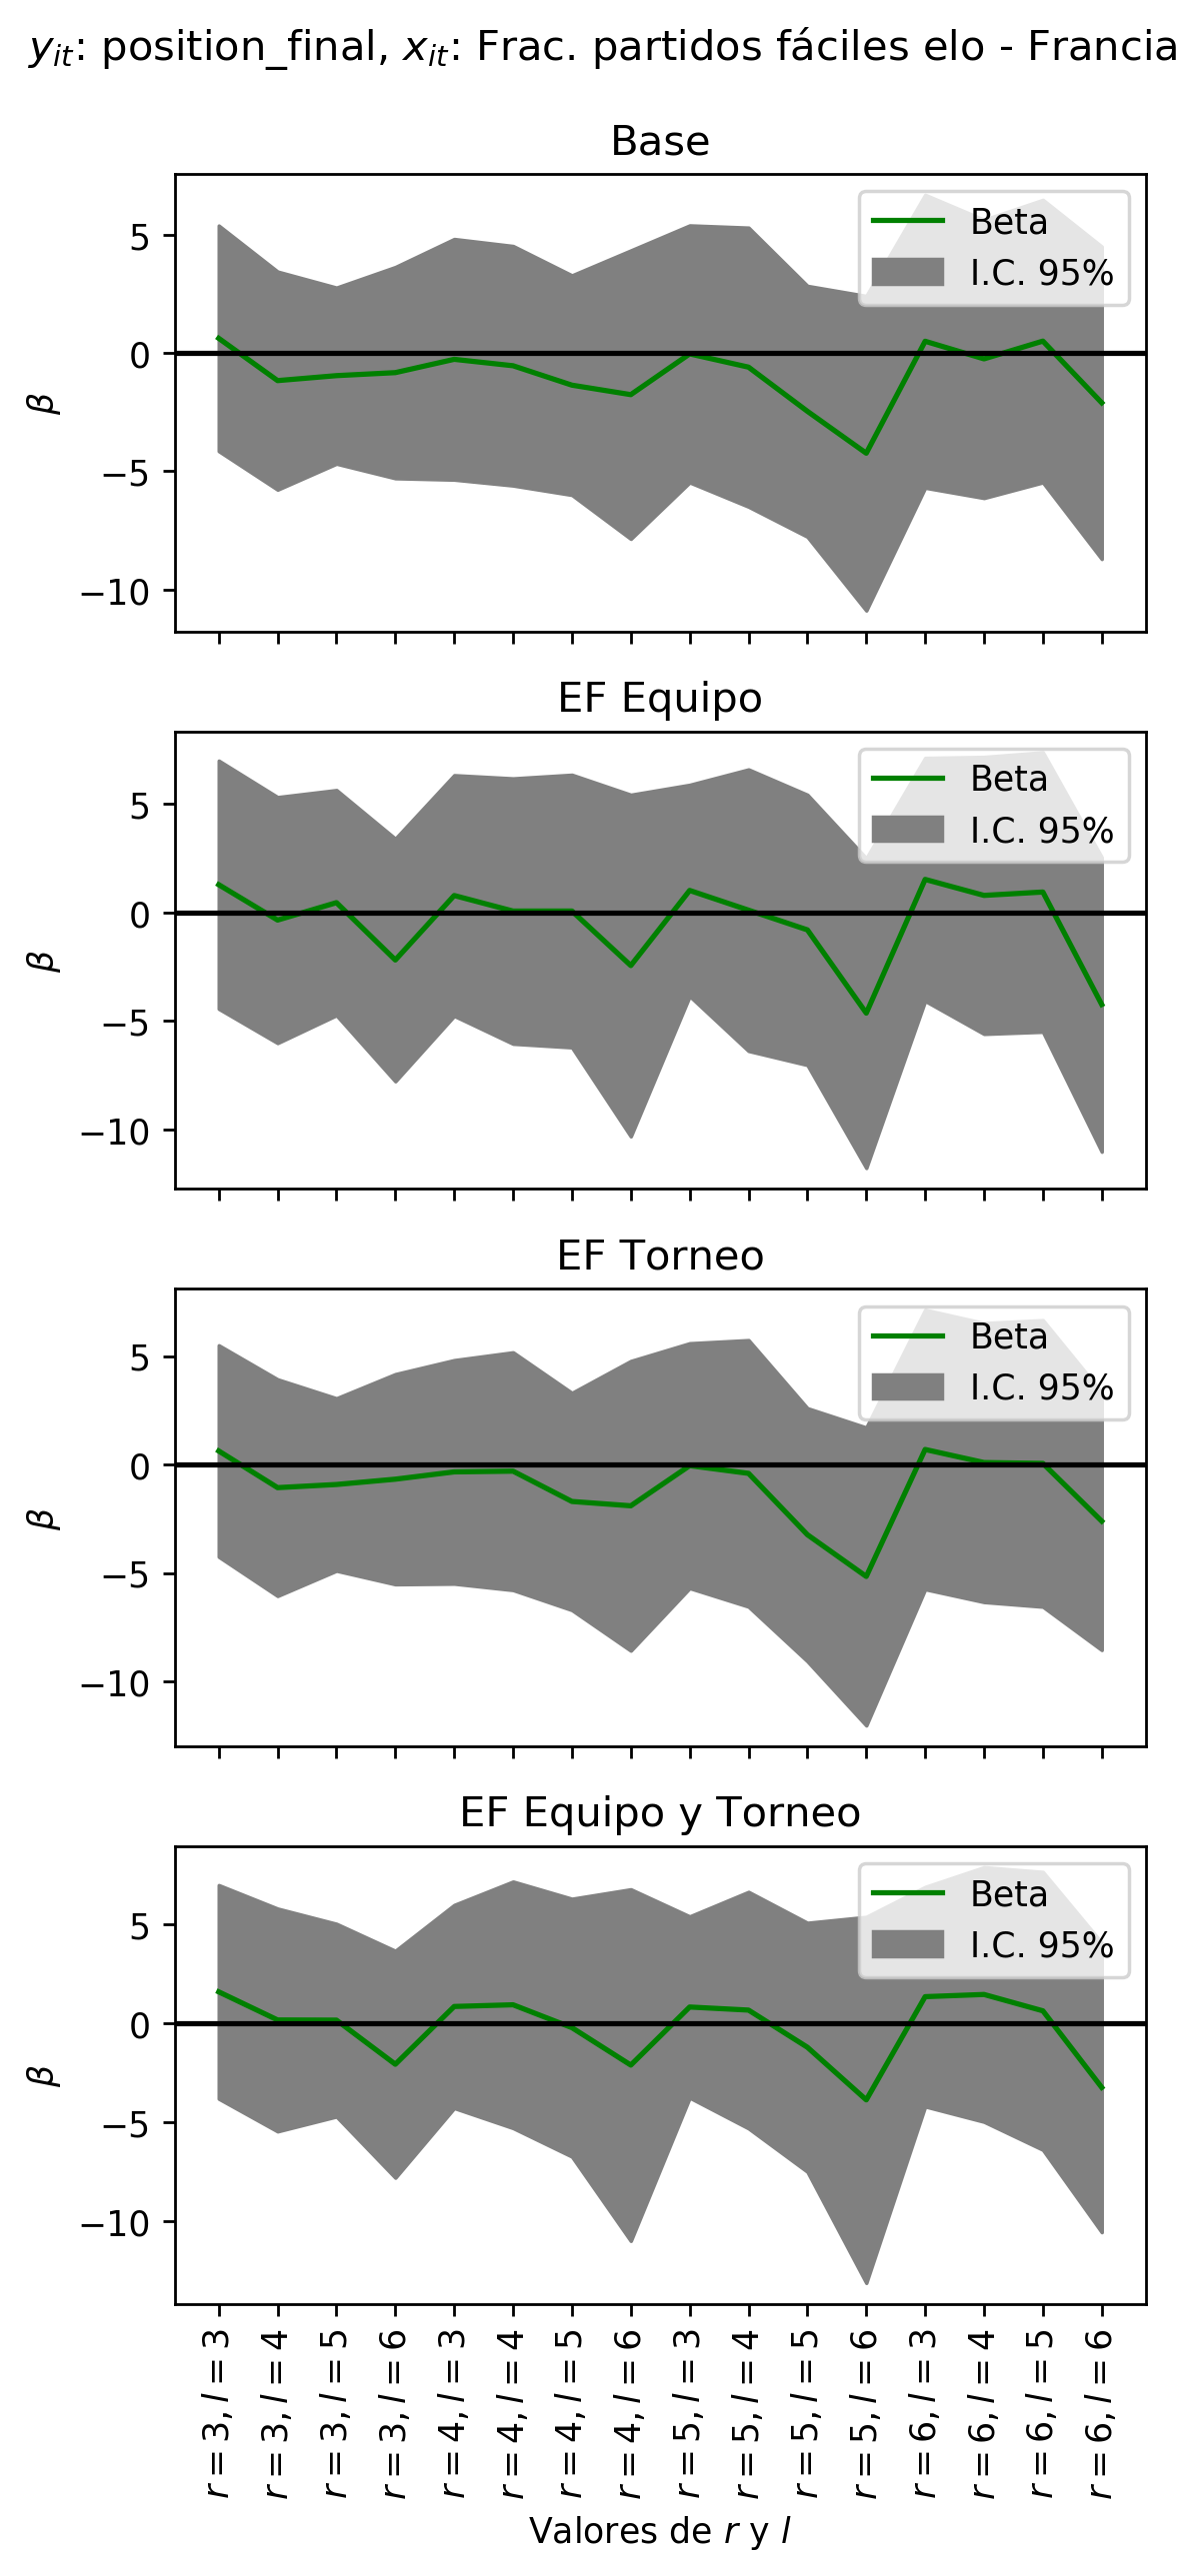 y_it: position_final, x_it: Frac. partidos fáciles elo - Francia
Base
Beta
I.C. 95%
5
0
−5
−10
β
EF Equipo
Beta
I.C. 95%
5
0
−5
−10
β
EF Torneo
Beta
I.C. 95%
5
0
−5
−10
β
EF Equipo y Torneo
Beta
I.C. 95%
5
0
−5
−10
β
r = 3, l = 3
r = 3, l = 4
r = 3, l = 5
r = 3, l = 6
r = 4, l = 3
r = 4, l = 4
r = 4, l = 5
r = 4, l = 6
r = 5, l = 3
r = 5, l = 4
r = 5, l = 5
r = 5, l = 6
r = 6, l = 3
r = 6, l = 4
r = 6, l = 5
r = 6, l = 6
Valores de r y l